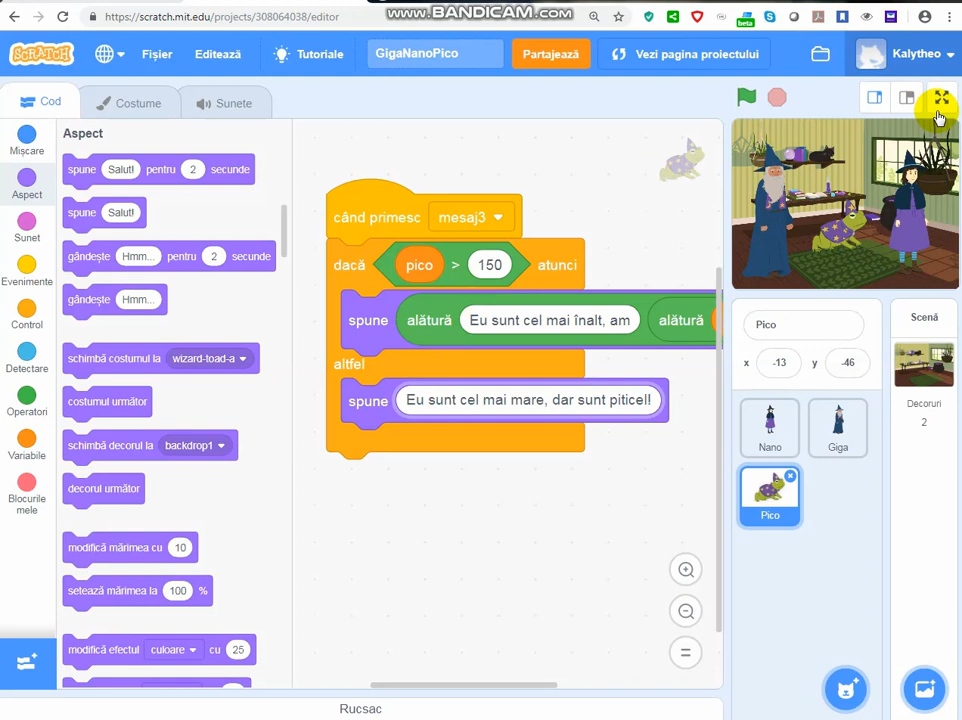 https://scratch.mit.edu/projects/308064038/editor
www.BANDICAM.com
beta
SCRATCH
Fișier
Editează
Tutoriale
GigaNanoPico
Partajează
Vezi pagina proiectului
Kalytheo
Cod
Costume
Sunete
Mișcare
Aspect
Sunet
Evenimente
Control
Detectare
Operatori
Variabile
Blocurile mele
Aspect
spune Salut! pentru 2 secunde
spune Salut!
gândește Hmm... pentru 2 secunde
gândește Hmm...
schimbă costumul la wizard-toad-a
costumul următor
schimbă decorul la backdrop1
decorul următor
modifică mărimea cu 10
setează mărimea la 100 %
modifică efectul culoare cu 25
când primesc mesaj3
dacă pico > 150 atunci
spune alătură Eu sunt cel mai înalt, am alătură
altfel
spune Eu sunt cel mai mare, dar sunt piticel!
Rucsac
Pico
x -13 y -46
Nano
Giga
Pico
Scenă
Decoruri
2